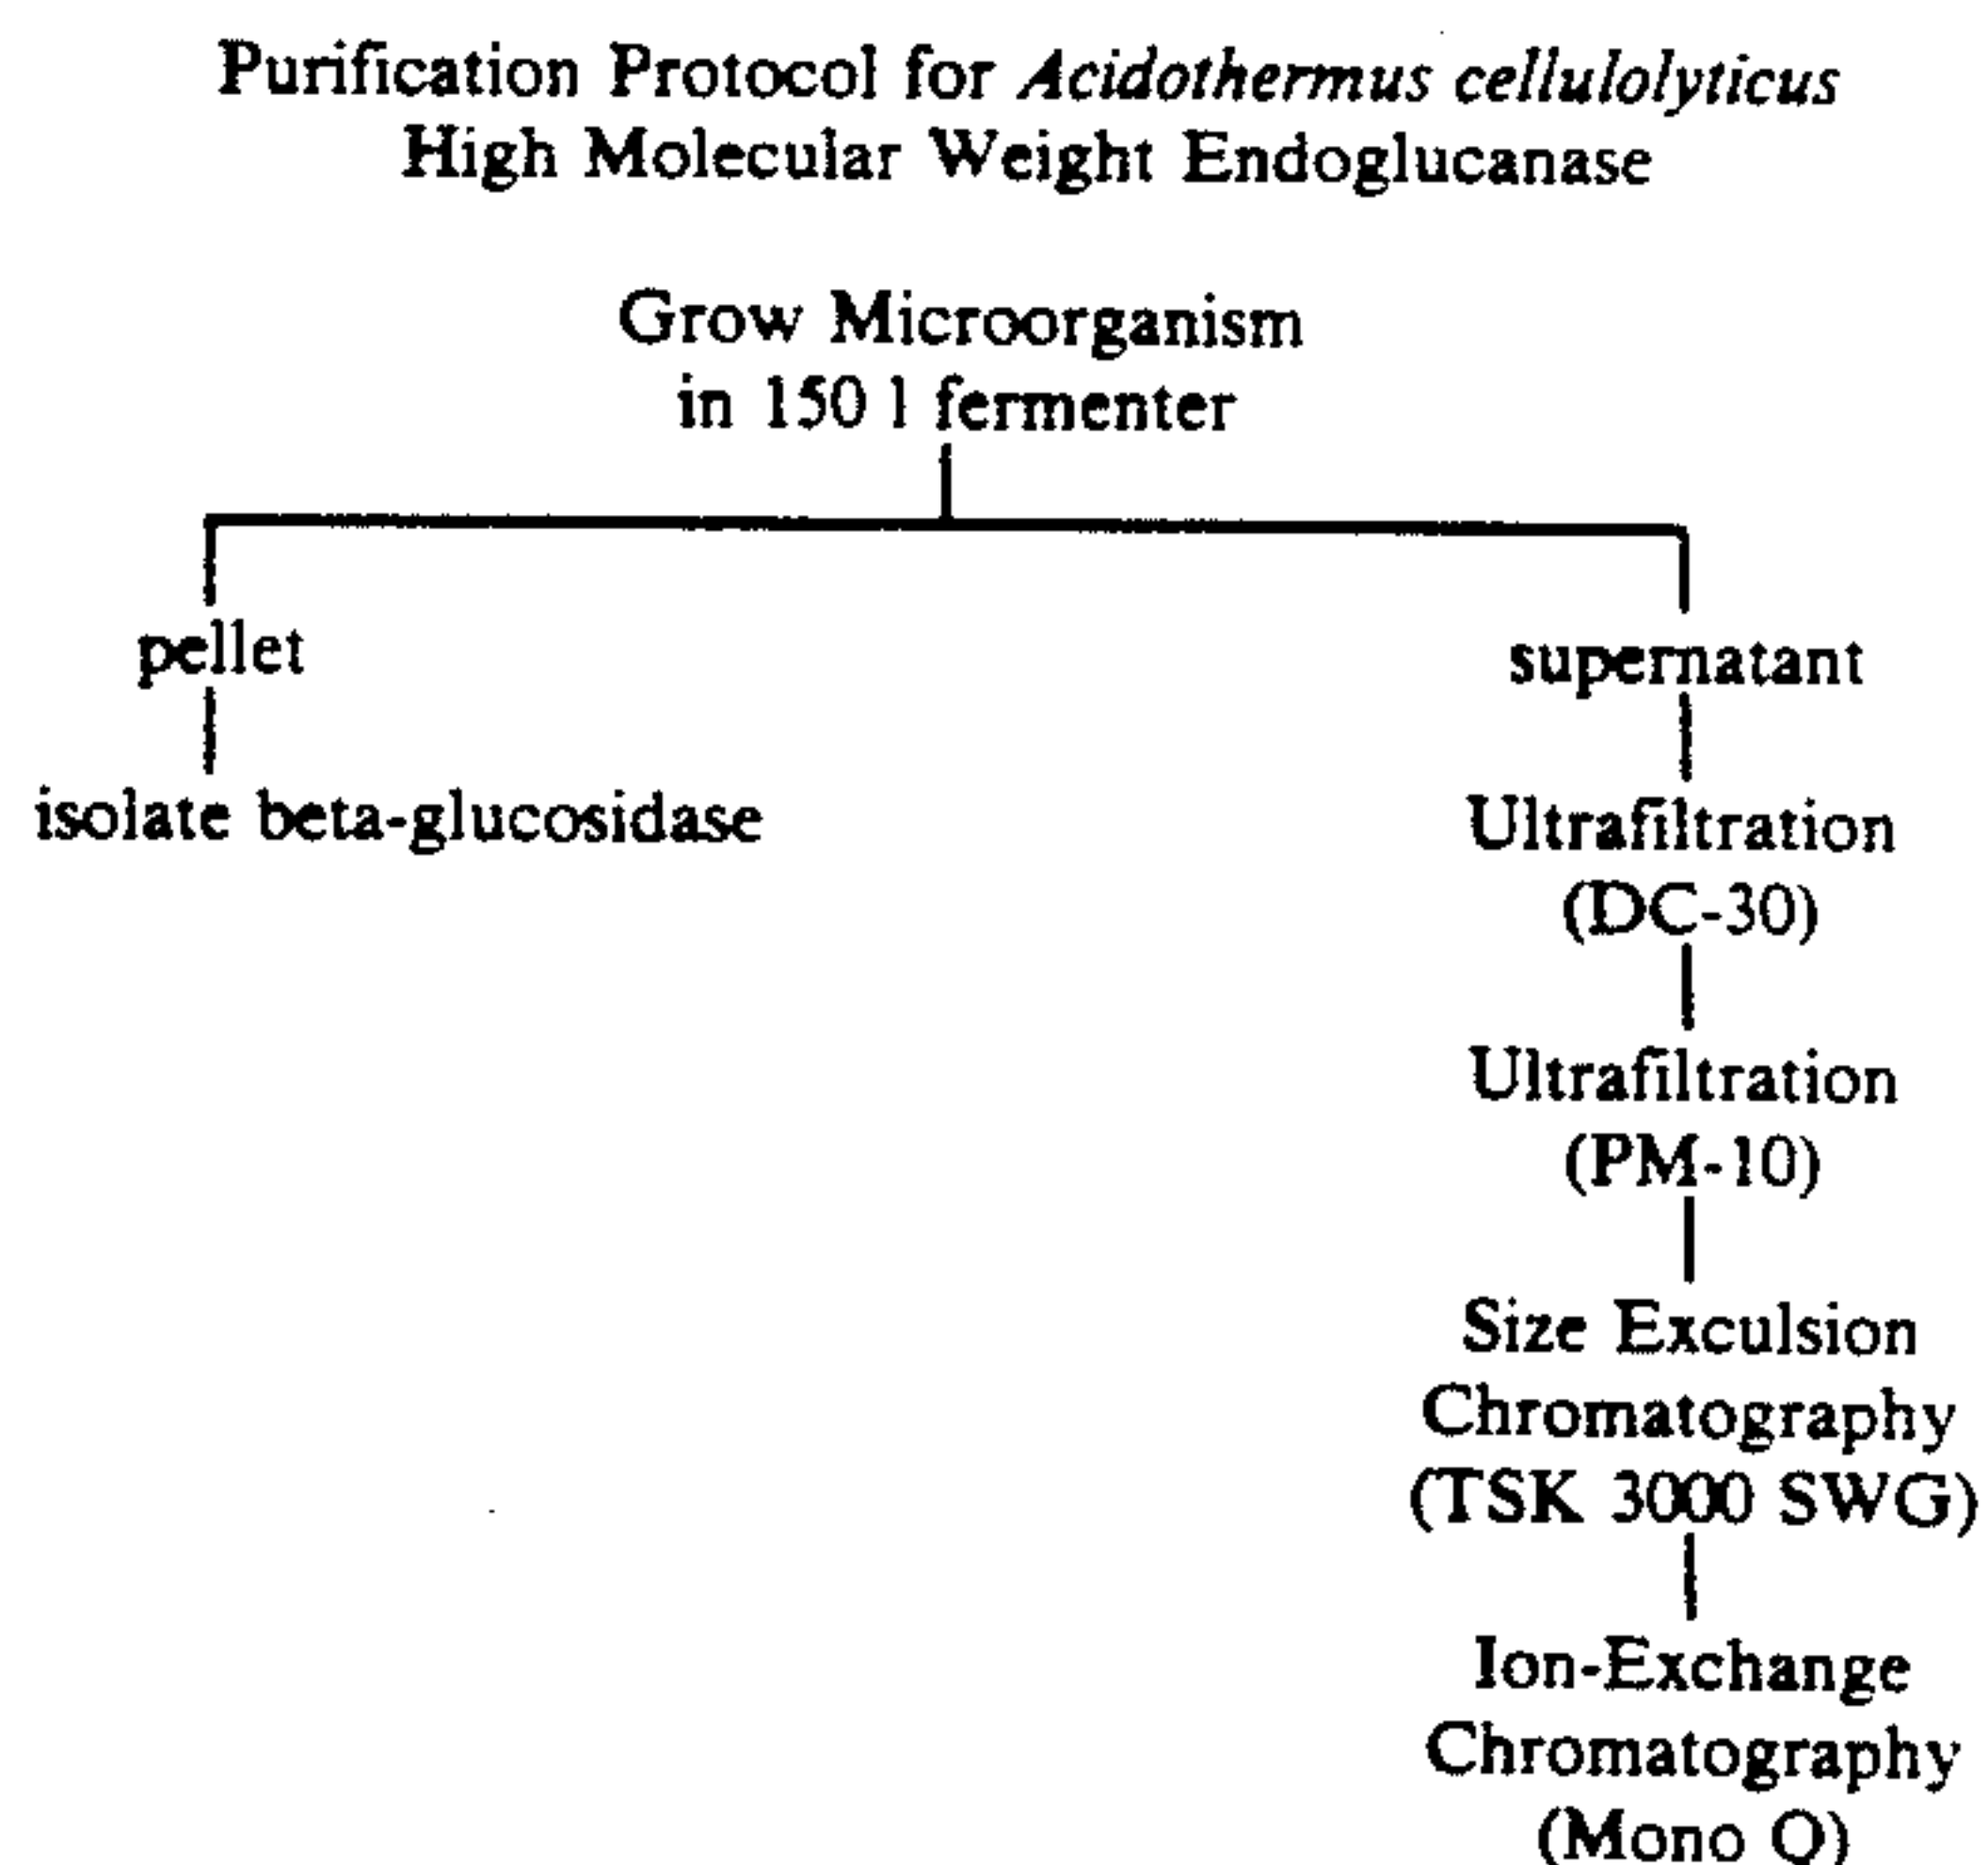 Purification Protocol for Acidothermus cellulolyticus
High Molecular Weight Endoglucanase
Grow Microorganism
in 150 l fermenter
pellet
isolate beta-glucosidase
supernatant
Ultrafiltration
(DC-30)
Ultrafiltration
(PM-10)
Size Exculsion
Chromatography
(TSK 3000 SWG)
Ion-Exchange
Chromatography
(Mono Q)